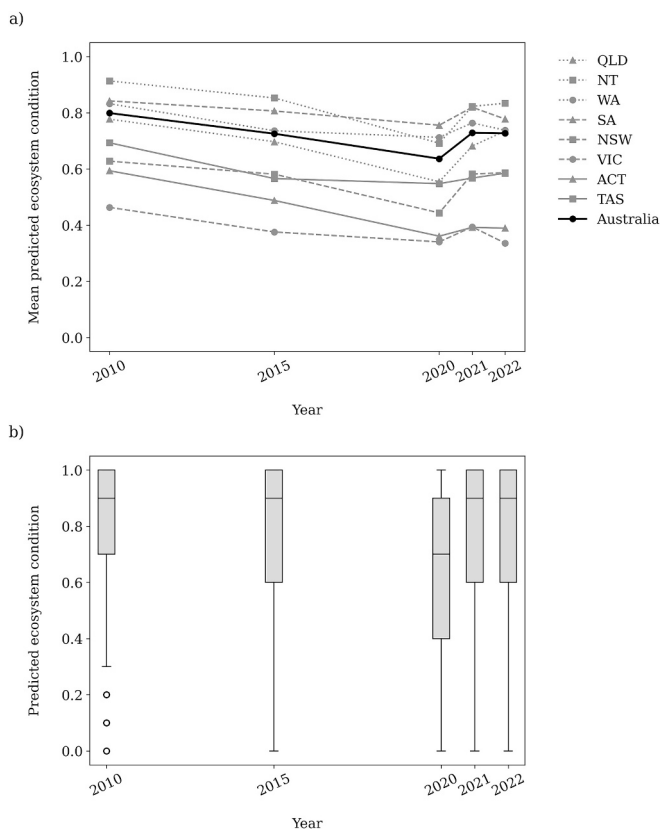 a)
1.0
0.8
0.6
0.4
0.2
0.0
Mean predicted ecosystem condition
2010
2015
2020
2021
2022
Year
QLD
NT
WA
SA
NSW
VIC
ACT
TAS
Australia
b)
1.0
0.8
0.6
0.4
0.2
0.0
Predicted ecosystem condition
2010
2015
2020
2021
2022
Year